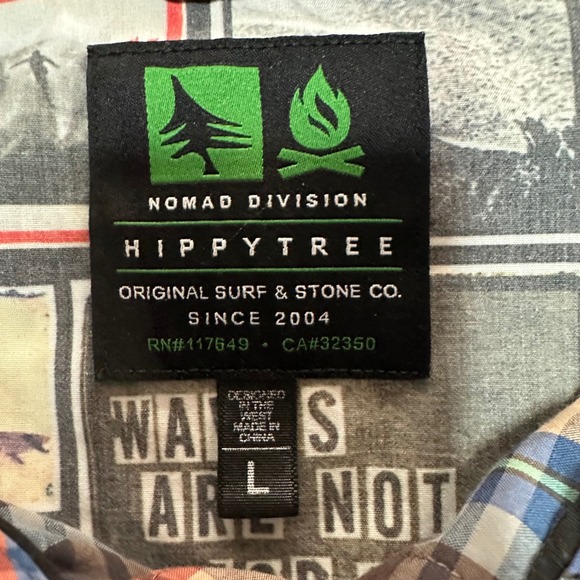 NOMAD DIVISION
HIPPYTREE
ORIGINAL SURF & STONE CO.
SINCE 2004
RN#117649 • CA#32350
DESIGNED
IN THE
WEST
MADE IN
CHINA
L
ARE NOT